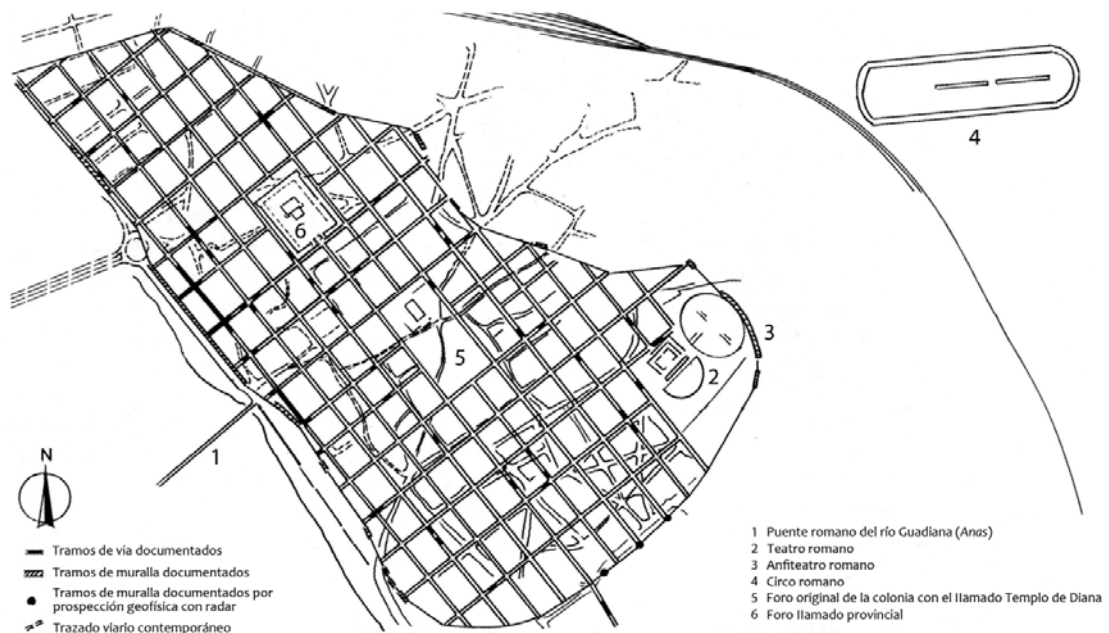 4
6
5
3
2
1
N
Tramos de via documentados
Tramos de muralla documentados
Tramos de muralla documentados por
prospección geofísica con radar
Trazado viario contemporáneo
1 Puente romano del río Guadiana (Anas)
2 Teatro romano
3 Anfiteatro romano
4 Circo romano
5 Foro original de la colonia con el llamado Templo de Diana
6 Foro llamado provincial